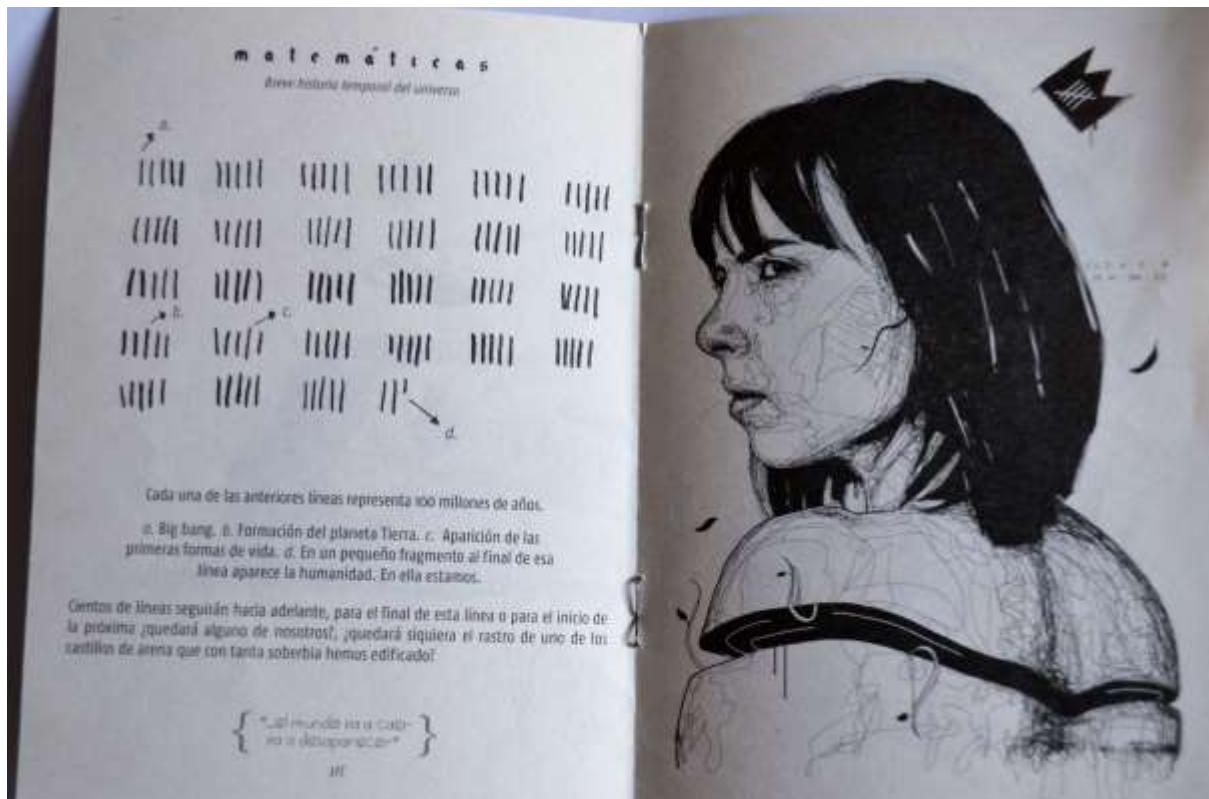 matemáticas
Breve historia temporal del universo
a.
b.
c.
d.
Cada una de las anteriores líneas representa 100 millones de años.
a. Big bang. b. Formación del planeta Tierra. c. Aparición de las
primeras formas de vida. d. En un pequeño fragmento al final de esa
línea aparece la humanidad. En ella estamos.
Cientos de líneas seguirán hacia adelante, para el final de esta línea o para el inicio de
la próxima ¿quedará alguno de nosotros?, ¿quedará siquiera el rastro de uno de los
castillos de arena que con tanta soberbia hemos edificado?
mundo va a
va a desaparecer"